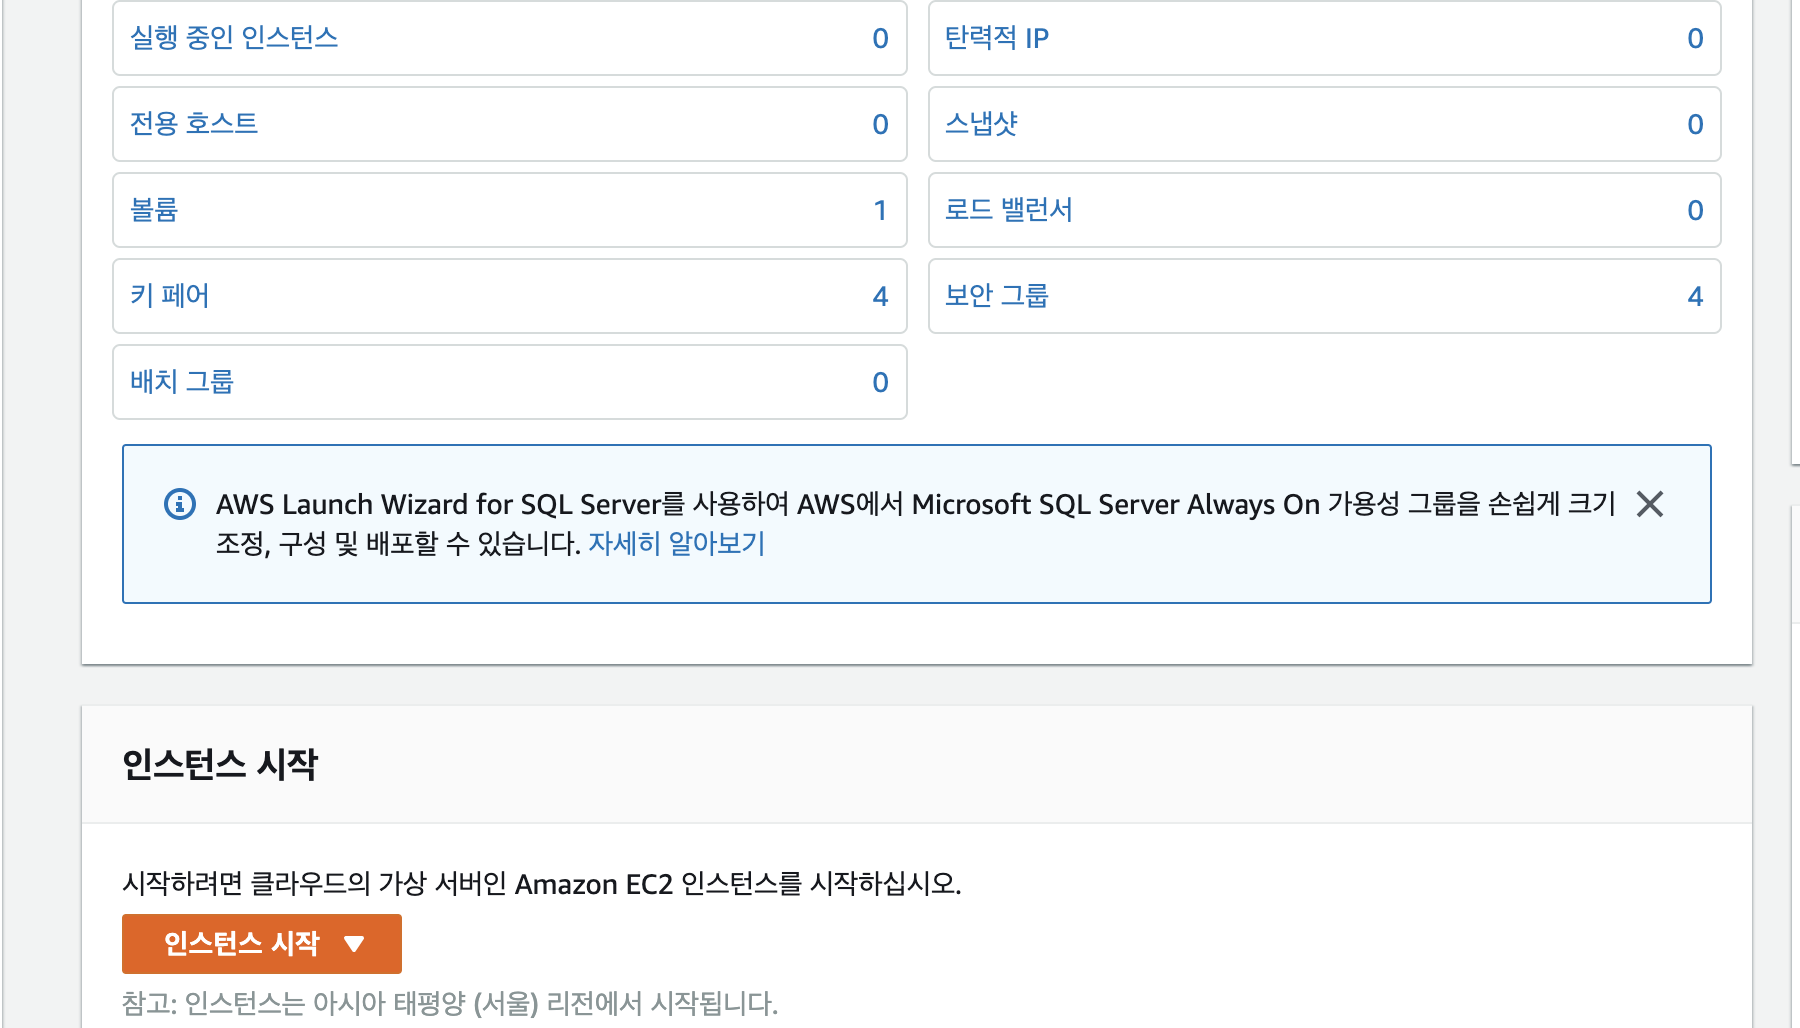 실행 중인 인스턴스 0 탄력적 IP 0
전용 호스트 0 스냅샷 0
볼륨 1 로드 밸런서 0
키 페어 4 보안 그룹 4
배치 그룹 0
AWS Launch Wizard for SQL Server를 사용하여 AWS에서 Microsoft SQL Server Always On 가용성 그룹을 손쉽게 크기
조정, 구성 및 배포할 수 있습니다. 자세히 알아보기
인스턴스 시작
시작하려면 클라우드의 가상 서버인 Amazon EC2 인스턴스를 시작하십시오.
인스턴스 시작
참고: 인스턴스는 아시아 태평양 (서울) 리전에서 시작됩니다.